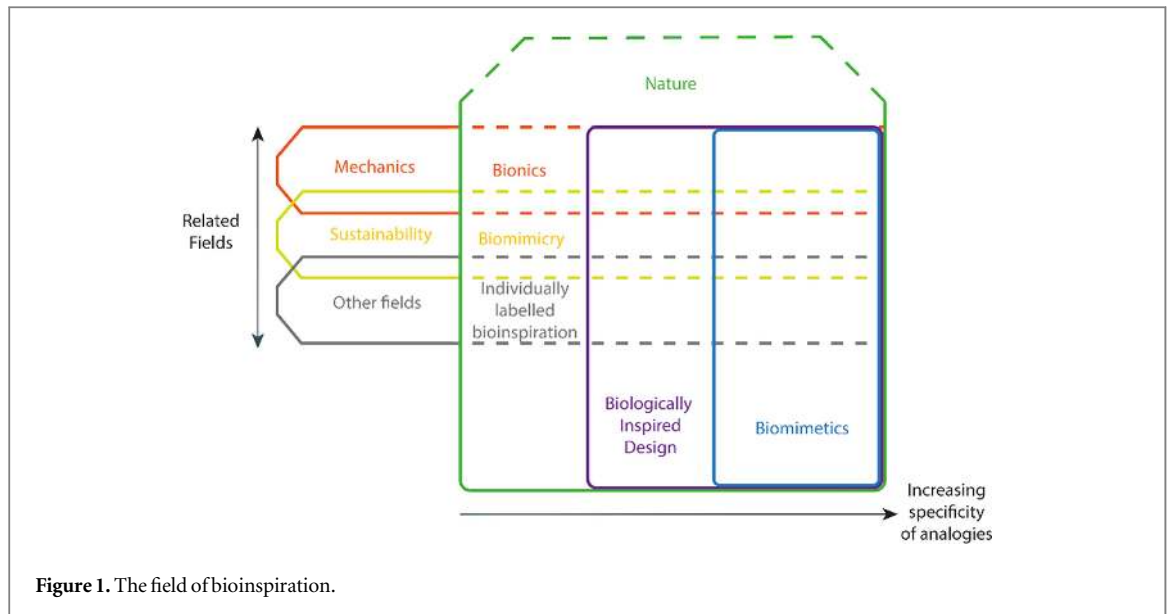 Nature
Mechanics
Bionics
Related
Fields
Sustainability
Biomimicry
Other fields
Individually
labelled
bioinspiration
Biologically
Inspired
Design
Biomimetics
Increasing
specificity
of analogies
Figure 1. The field of bioinspiration.